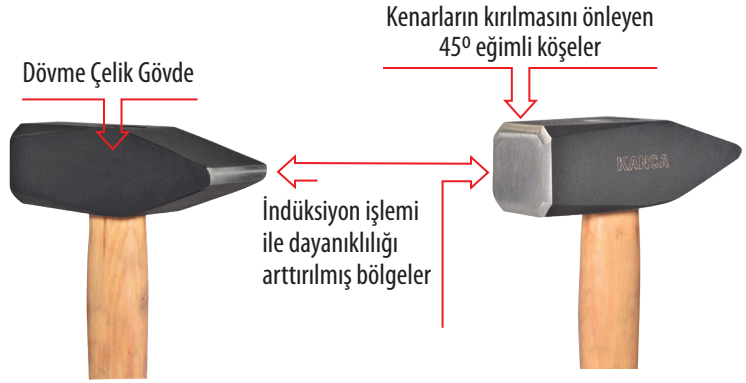 Kenarların kırılmasını önleyen
45º eğimli köşeler
Dövme Çelik Gövde
KANCA
İndüksiyon işlemi
ile dayanıklılığı
arttırılmış bölgeler